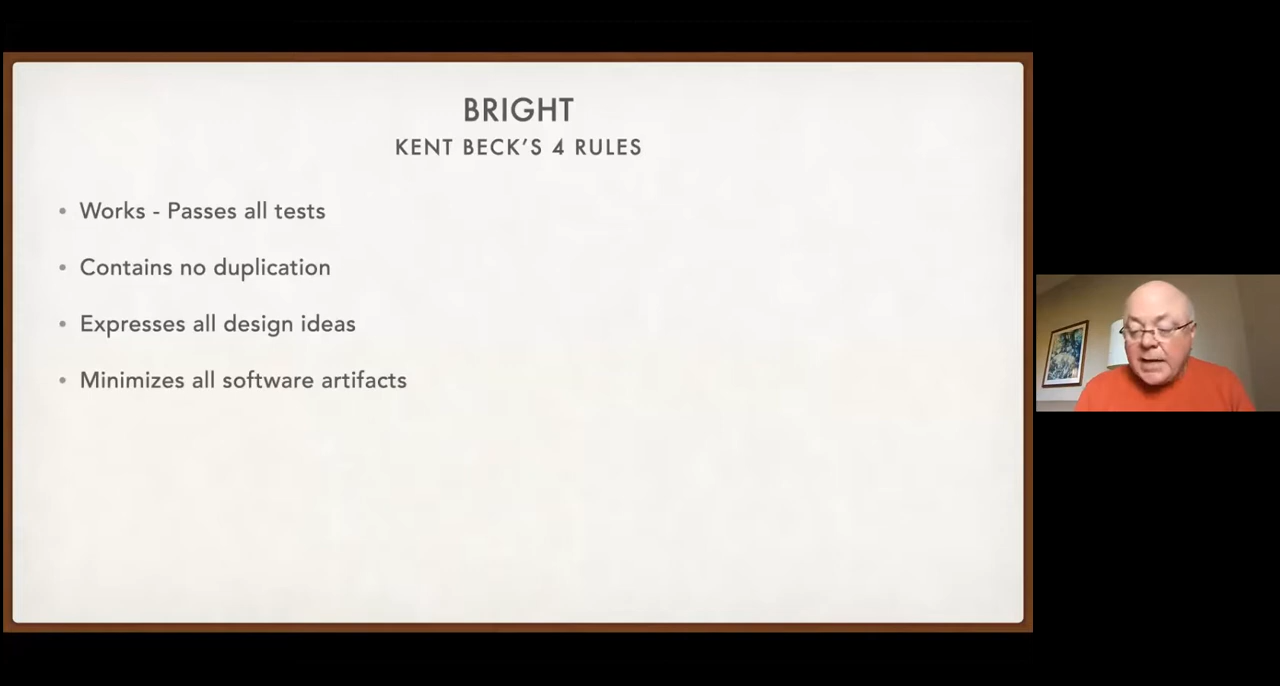 BRIGHT
KENT BECK’S 4 RULES
• Works - Passes all tests
• Contains no duplication
• Expresses all design ideas
• Minimizes all software artifacts